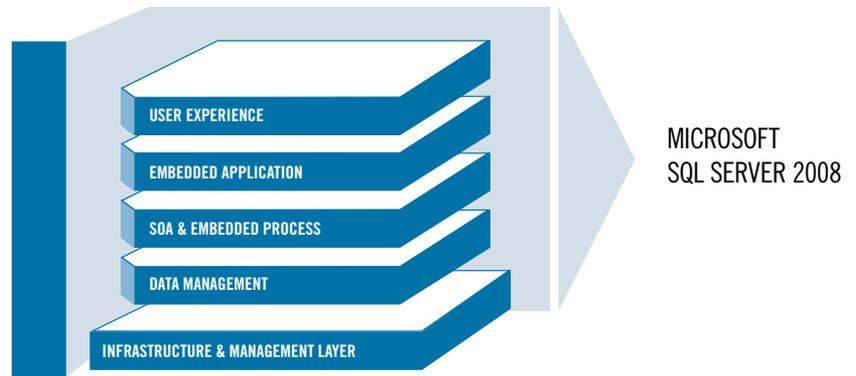 USER EXPERIENCE
EMBEDDED APPLICATION
SOA & EMBEDDED PROCESS
DATA MANAGEMENT
INFRASTRUCTURE & MANAGEMENT LAYER
MICROSOFT
SQL SERVER 2008